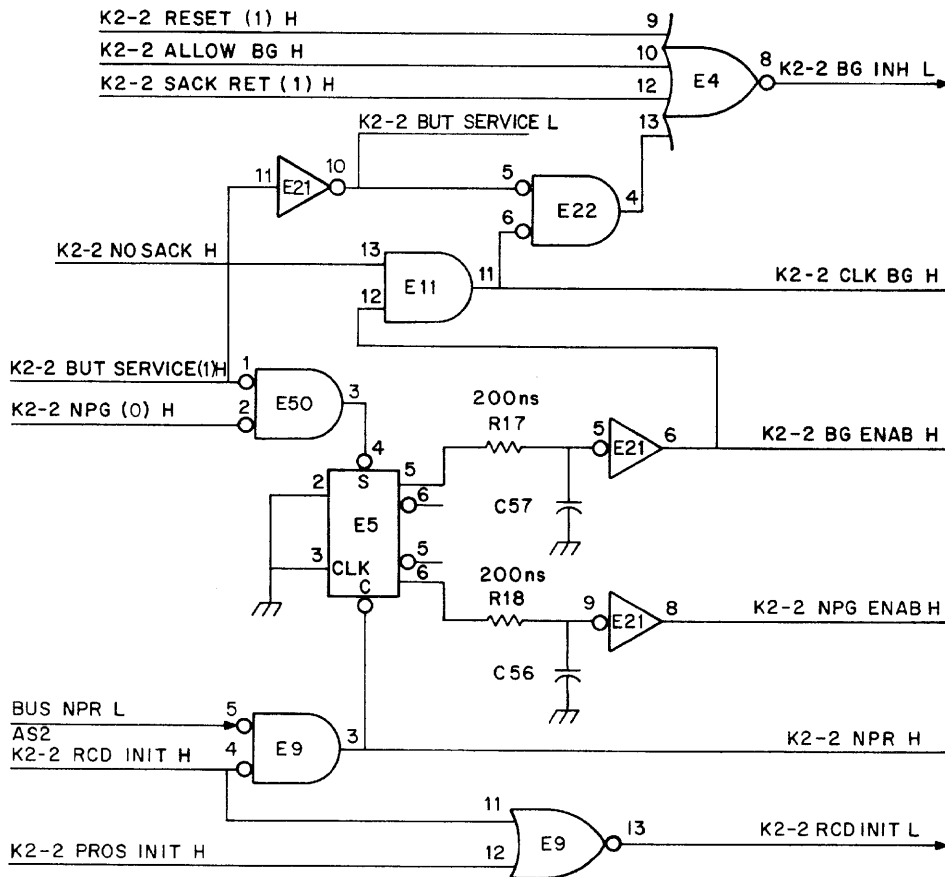 K2-2 RESET (1) H
9
K2-2 ALLOW BG H
10
8
K2-2 BG INH L
E4
K2-2 SACK RET (1) H
12
K2-2 BUT SERVICE L
13
11
E21
10
5
E22
4
6
K2-2 NO SACK H
13
E11
11
K2-2 CLK BG H
12
K2-2 BUT SERVICE(1)H
1
E50
3
K2-2 NPG (0) H
2
200ns
R17
4
5
5
E21
6
K2-2 BG ENAB H
2
S
6
E5
C57
3
CLK
5
C
6
200ns
R18
9
E21
8
K2-2 NPG ENAB H
C56
BUS NPR L
5
AS2
E9
3
K2-2 NPR H
K2-2 RCD INIT H
4
11
E9
13
K2-2 RCD INIT L
K2-2 PROS INIT H
12